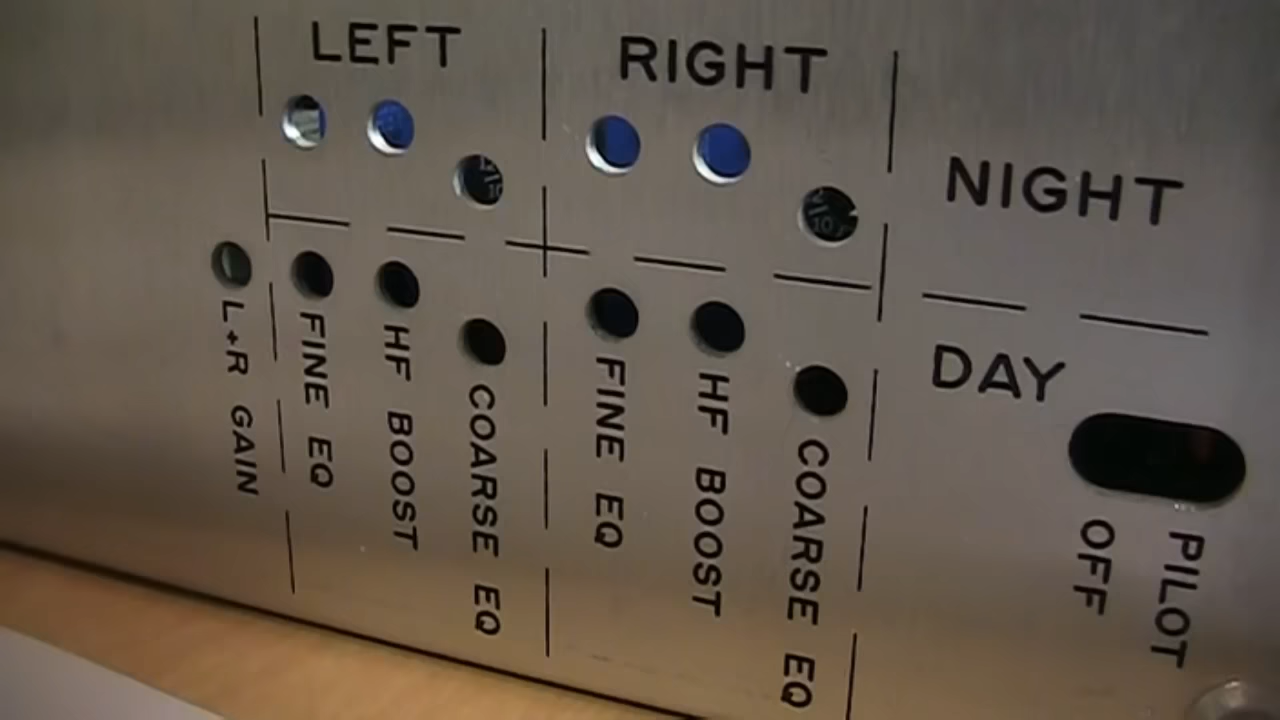 LEFT
RIGHT
NIGHT
DAY
L+R GAIN
FINE EQ
HF BOOST
COARSE EQ
FINE EQ
HF BOOST
COARSE EQ
OFF
PILOT